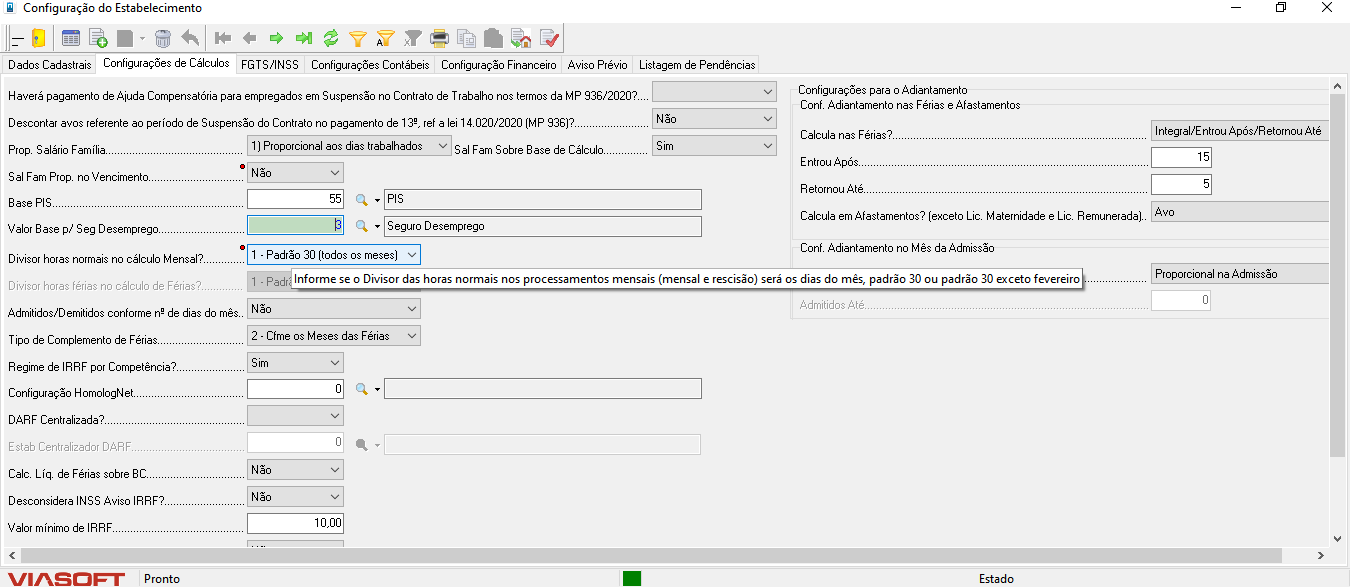 Configuração do Estabelecimento
Dados Cadastrais Configurações de Cálculos FGTS/INSS Configurações Contábeis Configuração Financeiro Aviso Prévio Listagem de Pendências
Haverá pagamento de Ajuda Compensatória para empregados em Suspensão no Contrato de Trabalho nos termos da MP 936/2020?....
Descontar avos referente ao período de Suspensão do Contrato no pagamento de 13º, ref a lei 14.020/2020 (MP 936)?........................ Não
Prop. Salário Família.................................... 1) Proporcional aos dias trabalhados Sal Fam Sobre Base de Cálculo.............. Sim
Sal Fam Prop. no Vencimento........................ Não
Base PIS.................................................... 55 PIS
Valor Base p/ Seg Desemprego...................... 3 Seguro Desemprego
Divisor horas normais no cálculo Mensal?.......... 1 - Padrão 30 (todos os meses)
Informe se o Divisor das horas normais nos processamentos mensais (mensal e rescisão) será os dias do mês, padrão 30 ou padrão 30 exceto fevereiro
Divisor horas férias no cálculo de Férias?........... 1 - Padrã
Admitidos/Demitidos conforme nº de dias do mês.. Não
Tipo de Complemento de Férias...................... 2 - Cfme os Meses das Férias
Regime de IRRF por Competência?.................. Sim
Configuração HomologNet............................ 0
DARF Centralizada?....................................
Estab Centralizador DARF............................. 0
Calc. Líq. de Férias sobre BC......................... Não
Desconsidera INSS Aviso IRRF?..................... Não
Valor mínimo de IRRF.................................. 10,00
Configurações para o Adiantamento
Conf. Adiantamento nas Férias e Afastamentos
Calcula nas Férias?.................................................................. Integral/Entrou Após/Retornou Até
Entrou Após........................................................................... 15
Retornou Até.......................................................................... 5
Calcula em Afastamentos? (exceto Lic. Maternidade e Lic. Remunerada).. Avo
Conf. Adiantamento no Mês da Admissão
Proporcional na Admissão
Admitidos Até......................................................................... 0
VIASOFT Pronto Estado